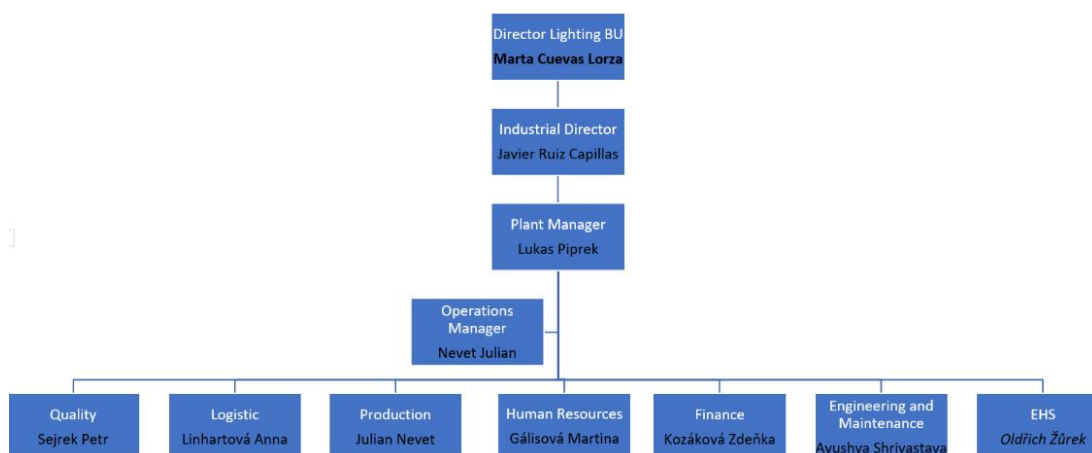 Director Lighting BU
Marta Cuevas Lorza
Industrial Director
Javier Ruiz Capillas
Plant Manager
Lukas Piprek
Operations
Manager
Nevet Julian
Quality
Sejrek Petr
Logistic
Linhartová Anna
Production
Julian Nevet
Human Resources
Gálisová Martina
Finance
Kozáková Zdeňka
Engineering and
Maintenance
Ayushya Shrivastava
EHS
Oldřich Žůrek